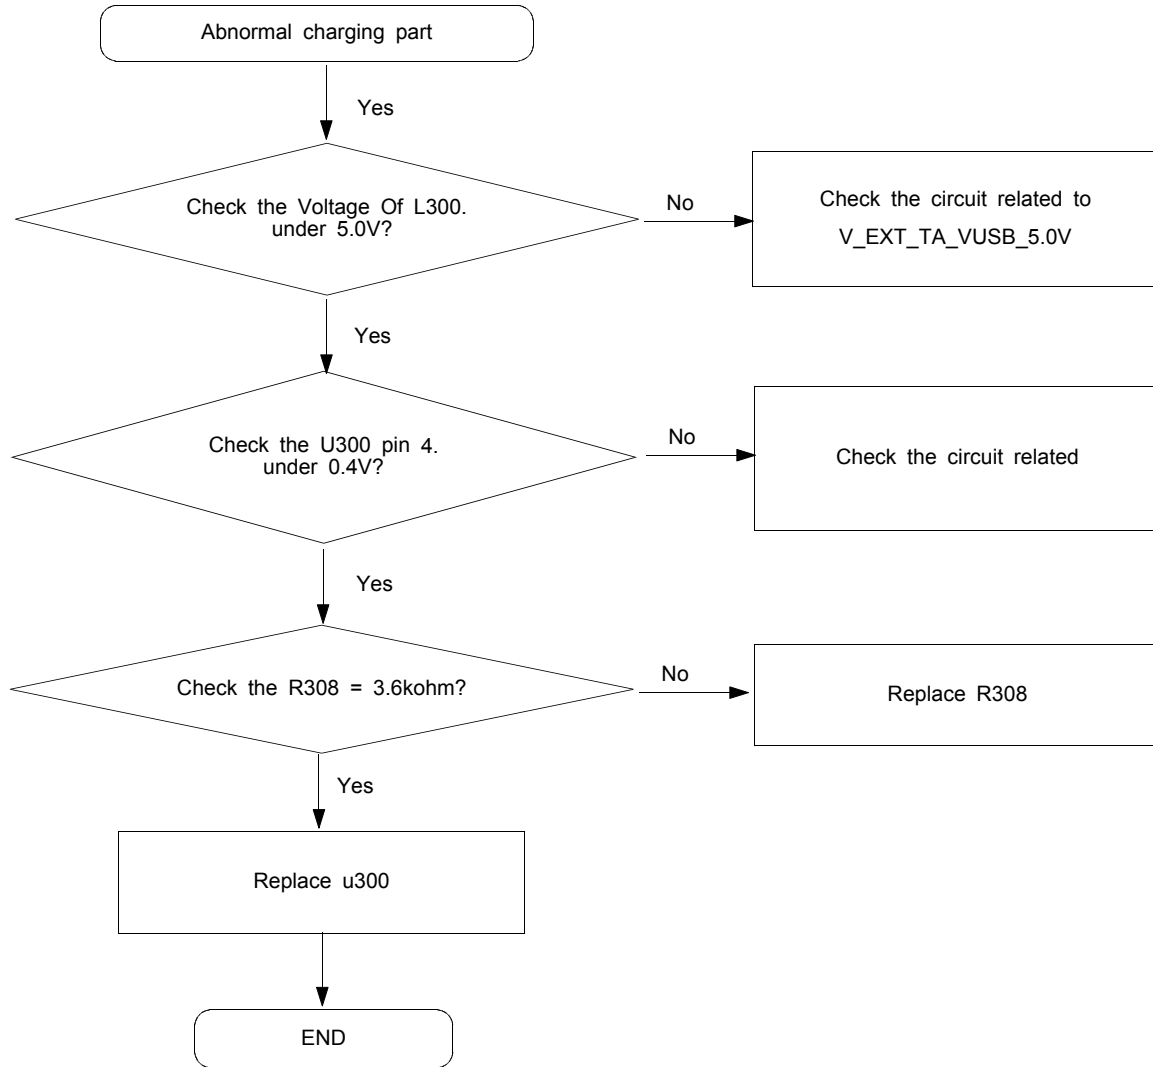 Abnormal charging part
Yes
Check the Voltage Of L300.
under 5.0V?
No
Check the circuit related to
V_EXT_TA_VUSB_5.0V
Yes
Check the U300 pin 4.
under 0.4V?
No
Check the circuit related
Yes
Check the R308 = 3.6kohm?
No
Replace R308
Yes
Replace u300
END